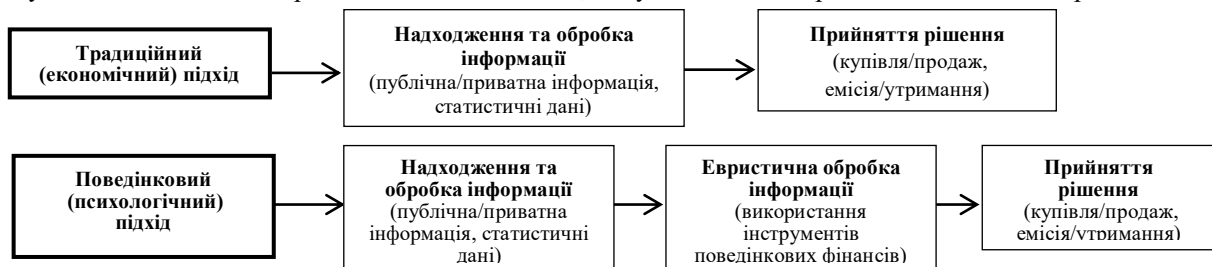 Традиційний
(економічний) підхід
Надходження та обробка
інформації
(публічна/приватна інформація,
статистичні дані)
Прийняття рішення
(купівля/продаж,
емісія/утримання)
Поведінковий
(психологічний)
підхід
Надходження та
обробка інформації
(публічна/приватна
інформація, статистичні
дані)
Евристична обробка
інформації
(використання
інструментів
поведінкових фінансів)
Прийняття
рішення
(купівля/продаж,
емісія/утримання)